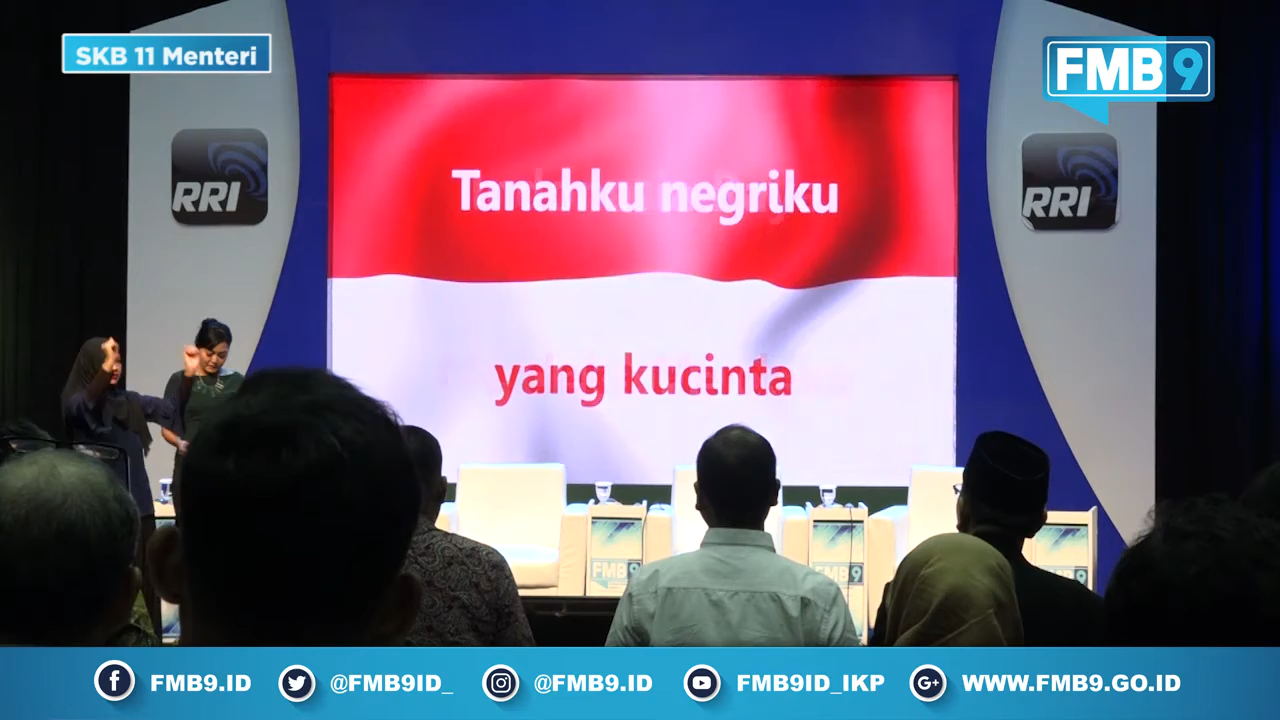 SKB 11 Menteri
FMB9
RRI
Tanahku negriku
RRI
yang kucinta
FMB9
FMB9
FMB9
FMB9.ID
@FMB9ID_
@FMB9.ID
FMB9ID_IKP
WWW.FMB9.GO.ID